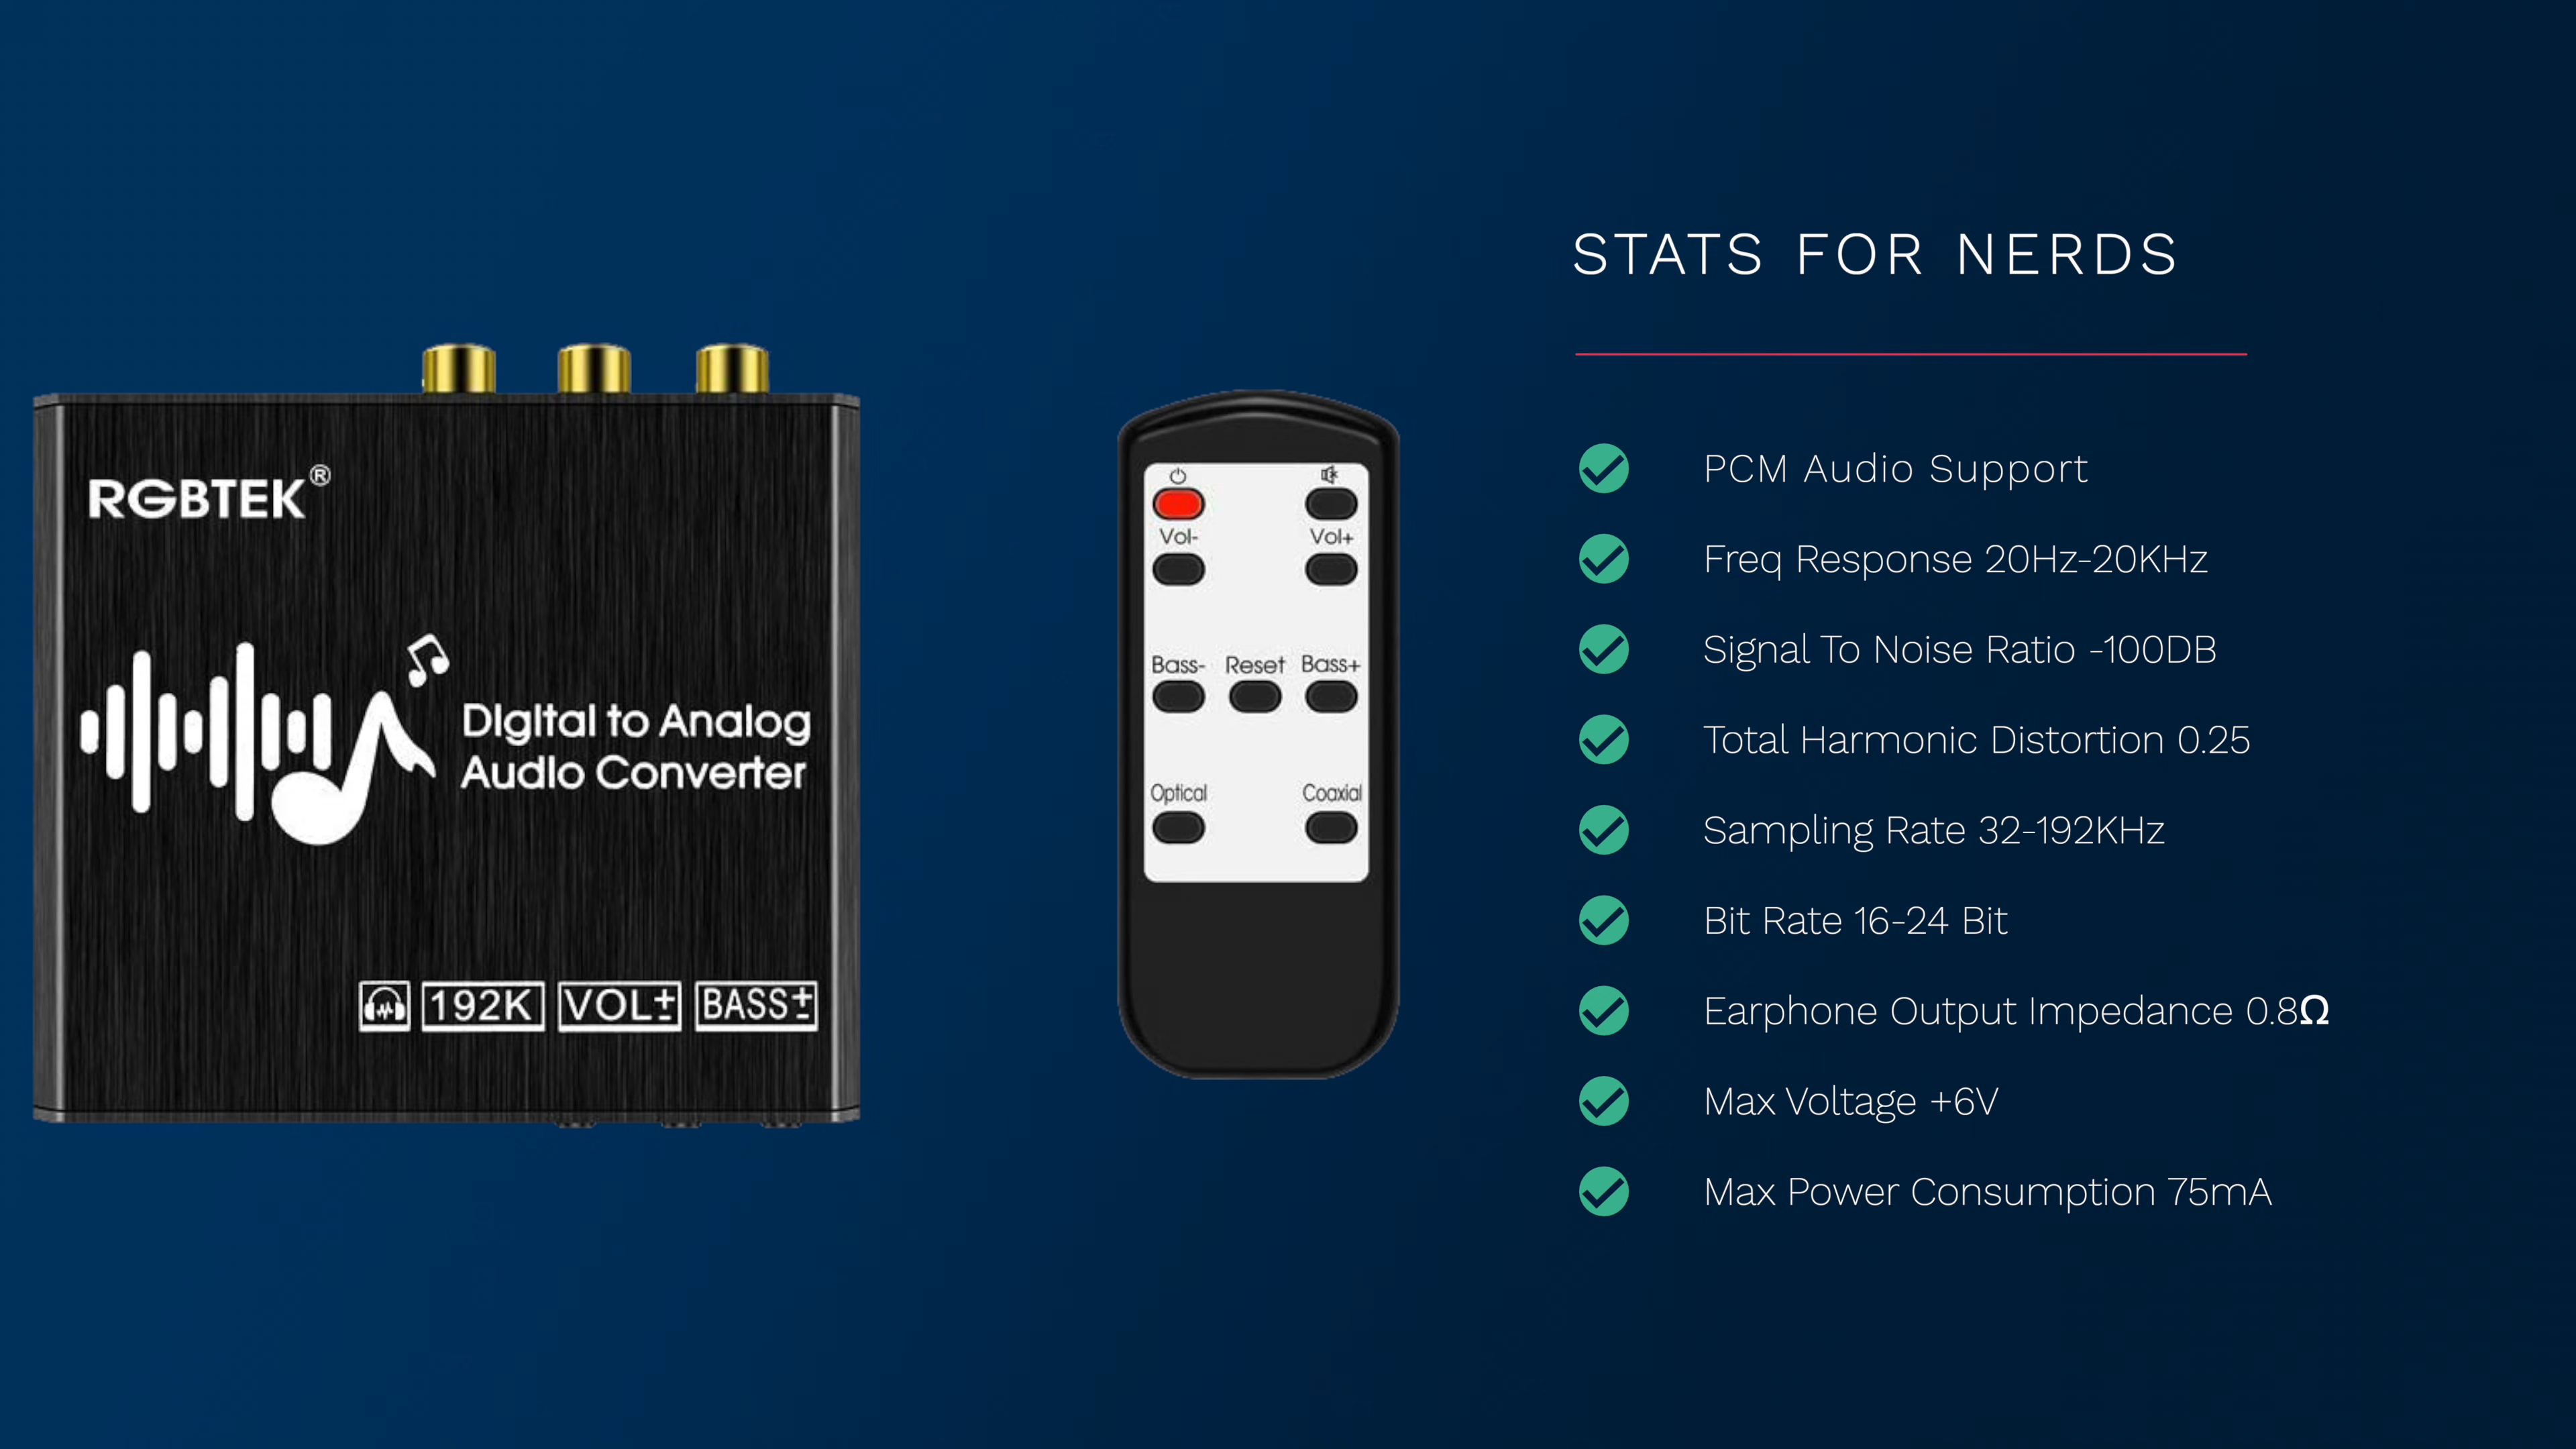 RGBTEK®
Digital to Analog
Audio Converter
192K VOL± BASS±
Vol- Vol+
Bass- Reset Bass+
Optical Coaxial
STATS FOR NERDS
PCM Audio Support
Freq Response 20Hz-20KHz
Signal To Noise Ratio -100DB
Total Harmonic Distortion 0.25
Sampling Rate 32-192KHz
Bit Rate 16-24 Bit
Earphone Output Impedance 0.8Ω
Max Voltage +6V
Max Power Consumption 75mA